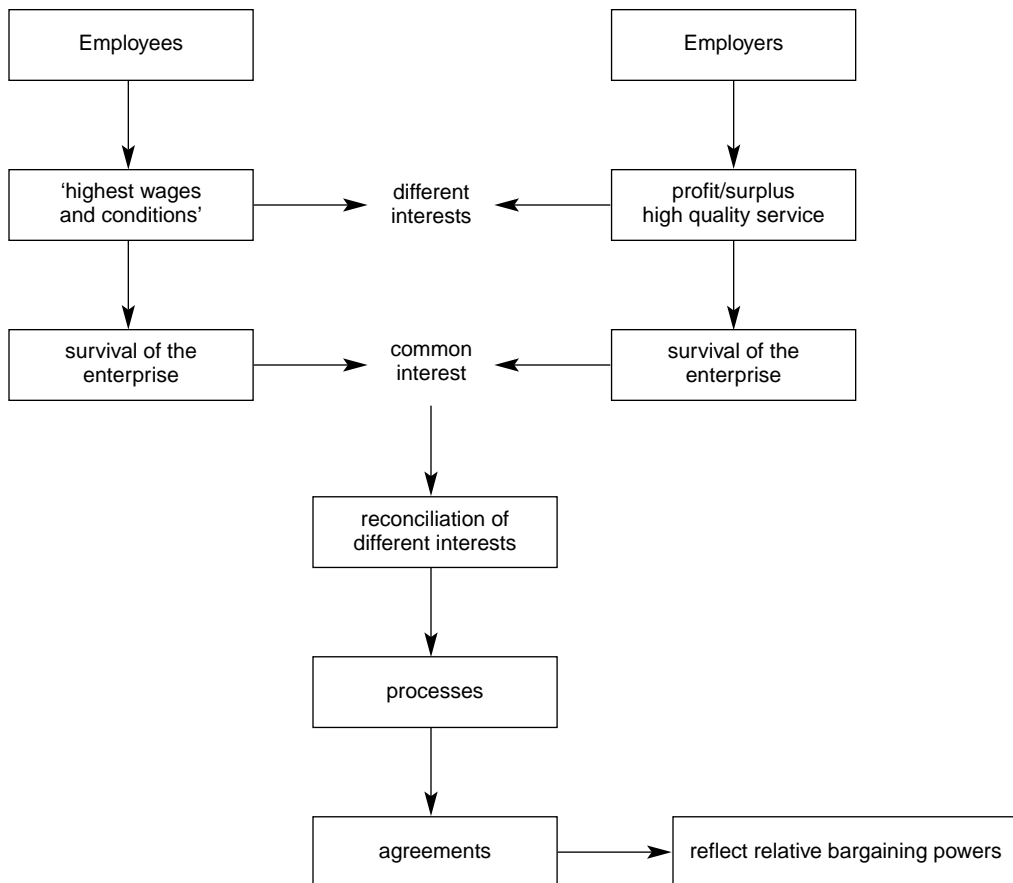 Employees
Employers
‘highest wages
and conditions’
different
interests
profit/surplus
high quality service
survival of the
enterprise
common
interest
survival of the
enterprise
reconciliation of
different interests
processes
agreements
reflect relative bargaining powers